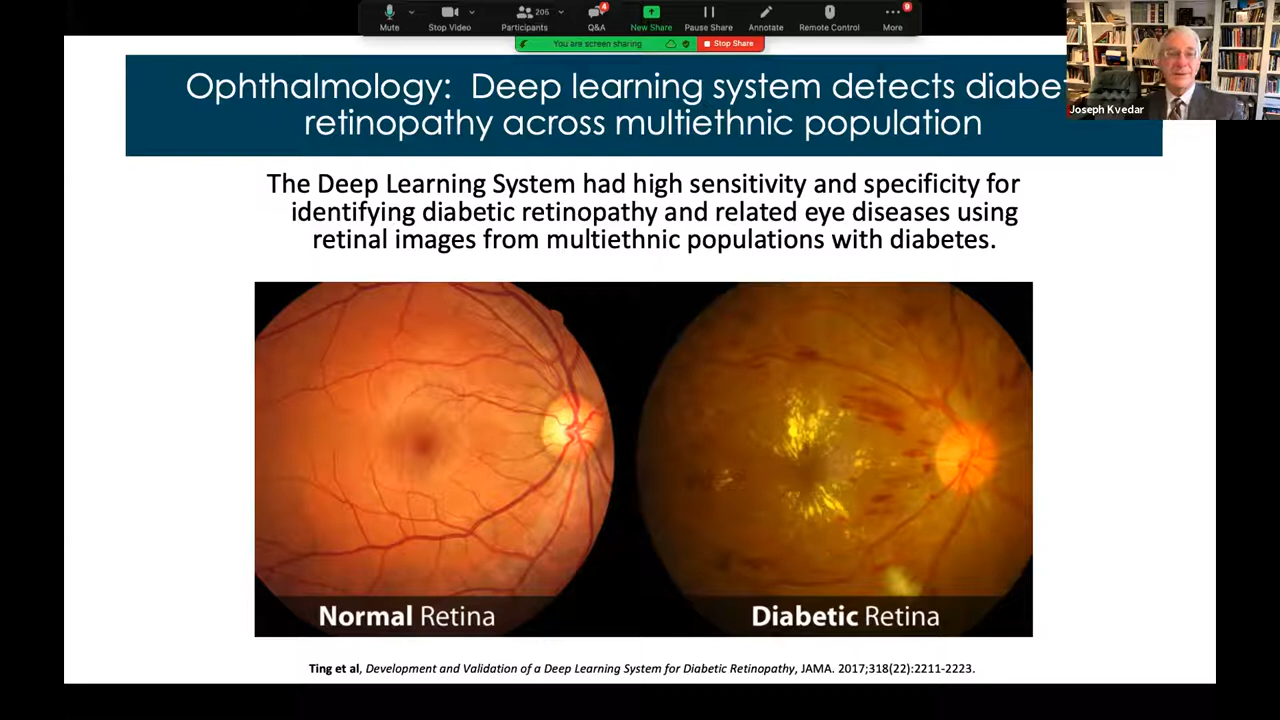 205
4
9
Mute
Stop Video
Participants
Q&A
New Share
Pause Share
Annotate
Remote Control
More
You are screen sharing
Stop Share
Joseph Kvedar
Ophthalmology: Deep learning system detects diabe
retinopathy across multiethnic population
The Deep Learning System had high sensitivity and specificity for
identifying diabetic retinopathy and related eye diseases using
retinal images from multiethnic populations with diabetes.
Normal Retina
Diabetic Retina
Ting et al, Development and Validation of a Deep Learning System for Diabetic Retinopathy, JAMA. 2017;318(22):2211-2223.